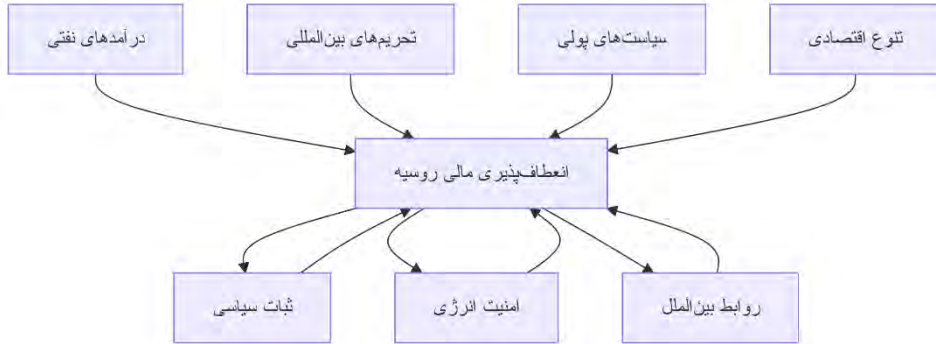 تنوع اقتصادی
سیاست‌های پولی
تحریم‌های بین‌المللی
درآمدهای نفتی
انعطاف‌پذیری مالی روسیه
روابط بین‌الملل
امنیت انرژی
ثبات سیاسی